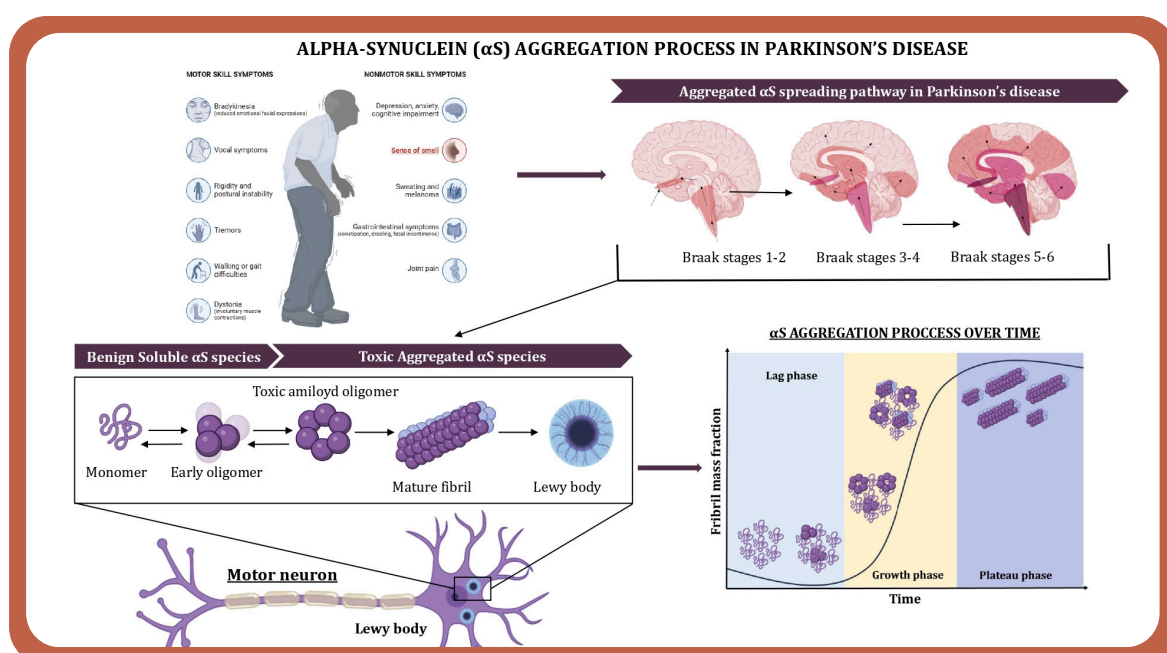 ALPHA-SYNUCLEIN (αS) AGGREGATION PROCESS IN PARKINSON'S DISEASE
MOTOR SKILL SYMPTOMS
Bradykinesia
(reduced emotional facial expressions)
Vocal symptoms
Rigidity and
postural instability
Tremors
Walking or gait
difficulties
Dystonia
(involuntary muscle
contractions)
NONMOTOR SKILL SYMPTOMS
Depression, anxiety,
cognitive impairment
Sense of smell
Sweating and
melanoma
Gastrointestinal symptoms
(constipation, drooling, fecal incontinence)
Joint pain
Aggregated αS spreading pathway in Parkinson's disease
Braak stages 1-2
Braak stages 3-4
Braak stages 5-6
Benign Soluble αS species
Toxic Aggregated αS species
Toxic amiloyd oligomer
Monomer
Early oligomer
Mature fibril
Lewy body
Motor neuron
Lewy body
αS AGGREGATION PROCCESS OVER TIME
Fribril mass fraction
Lag phase
Growth phase
Plateau phase
Time